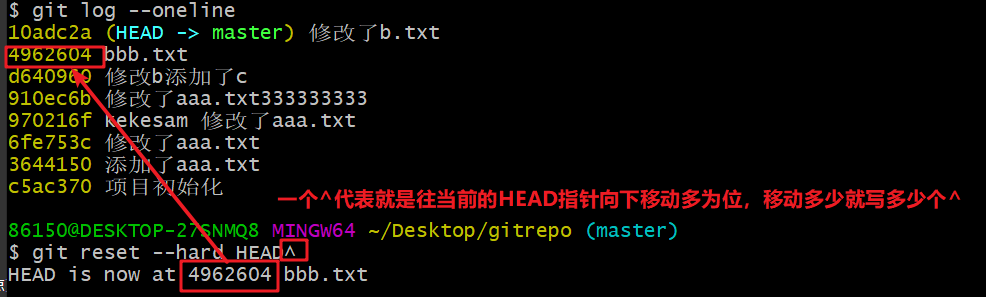 $ git log --oneline
10adc2a (HEAD -> master) 修改了b.txt
4962604 bbb.txt
d640960 修改b添加了c
910ec6b 修改了aaa.txt333333333
970216f kekesam 修改了aaa.txt
6fe753c 修改了aaa.txt
3644150 添加了aaa.txt
c5ac370 项目初始化
一个^代表就是往当前的HEAD指针向下移动多为位，移动多少就写多少个^
86150@DESKTOP-27SNMQ8 MINGW64 ~/Desktop/gitrepo (master)
$ git reset --hard HEAD^
HEAD is now at 4962604 bbb.txt